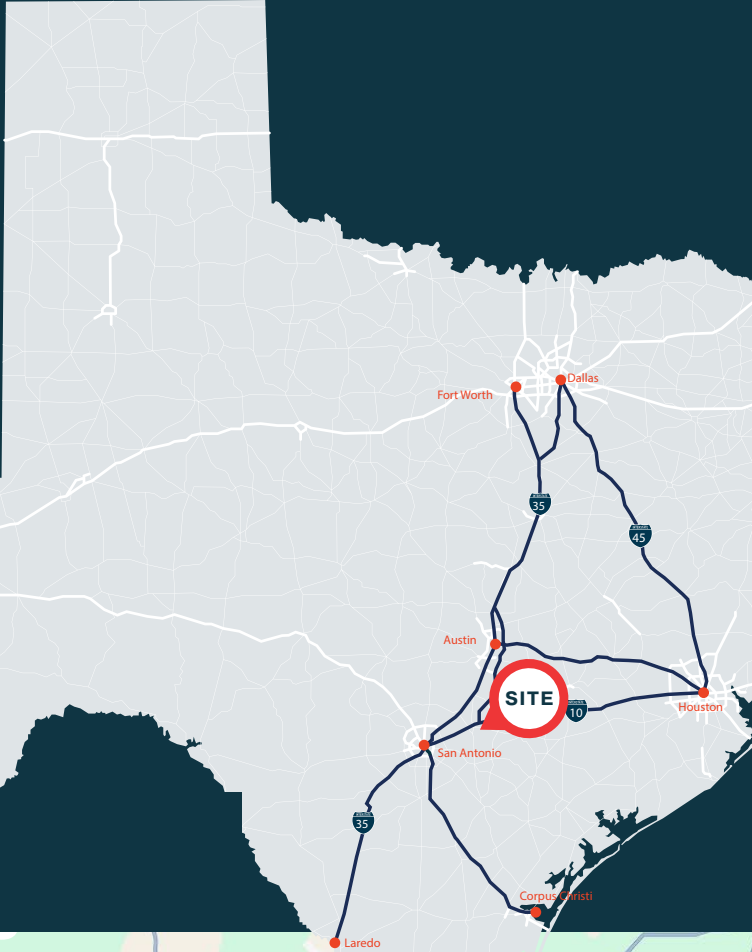 Dallas
Fort Worth
35
45
Austin
SITE
10
Houston
San Antonio
35
Corpus Christi
Laredo